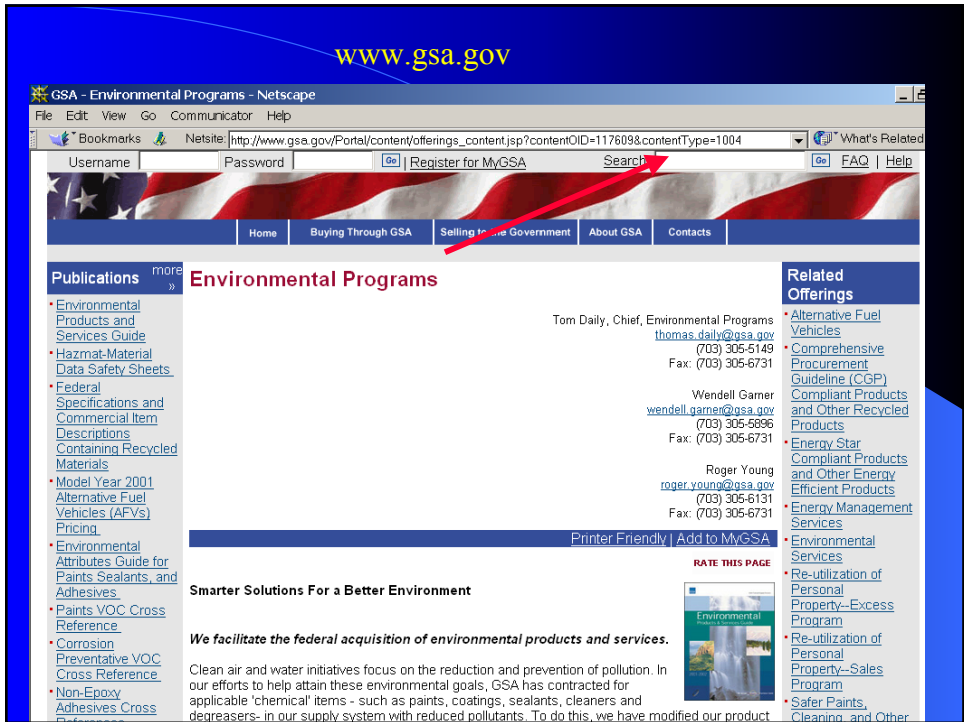 www.gsa.gov
GSA - Environmental Programs - Netscape
File Edit View Go Communicator Help
Bookmarks Netsite: http://www.gsa.gov/Portal/content/offerings_content.jsp?contentOID=117609&contentType=1004 What's Related
Username Password Go | Register for MyGSA Search Go FAQ | Help
Home Buying Through GSA Selling to the Government About GSA Contacts
Publications more »
Environmental
Products and
Services Guide
Hazmat-Material
Data Safety Sheets
Federal
Specifications and
Commercial Item
Descriptions
Containing Recycled
Materials
Model Year 2001
Alternative Fuel
Vehicles (AFVs)
Pricing
Environmental
Attributes Guide for
Paints Sealants, and
Adhesives
Paints VOC Cross
Reference
Corrosion
Preventative VOC
Cross Reference
Non-Epoxy
Adhesives Cross
Environmental Programs
Tom Daily, Chief, Environmental Programs
thomas.daily@gsa.gov
(703) 305-5149
Fax: (703) 305-6731
Wendell Garner
wendell.garner@gsa.gov
(703) 305-5896
Fax: (703) 305-6731
Roger Young
roger.young@gsa.gov
(703) 305-6131
Fax: (703) 305-6731
Printer Friendly | Add to MyGSA
RATE THIS PAGE
Smarter Solutions For a Better Environment
We facilitate the federal acquisition of environmental products and services.
Environmental
Products & Services Guide
Clean air and water initiatives focus on the reduction and prevention of pollution. In
our efforts to help attain these environmental goals, GSA has contracted for
applicable 'chemical' items - such as paints, coatings, sealants, cleaners and
degreasers- in our supply system with reduced pollutants. To do this, we have modified our product
Related
Offerings
Alternative Fuel
Vehicles
Comprehensive
Procurement
Guideline (CGP)
Compliant Products
and Other Recycled
Products
Energy Star
Compliant Products
and Other Energy
Efficient Products
Energy Management
Services
Environmental
Services
Re-utilization of
Personal
Property--Excess
Program
Re-utilization of
Personal
Property--Sales
Program
Safer Paints,
Cleaning, and Other